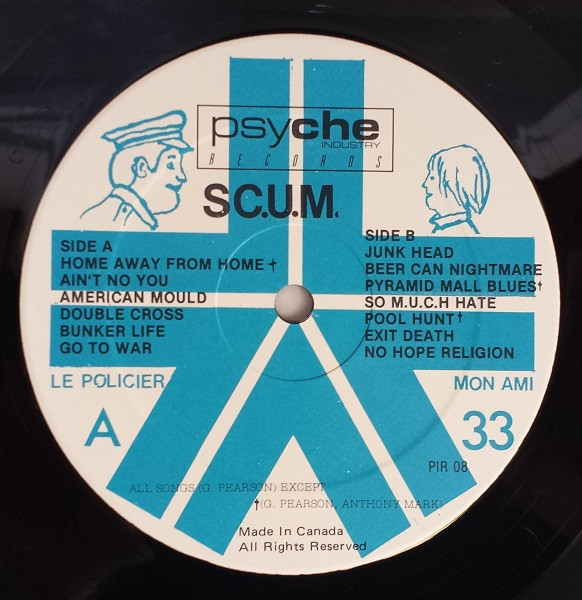 psyche
INDUSTRY
RECORDS
SC.U.M.
SIDE A
HOME AWAY FROM HOME †
AIN'T NO YOU
AMERICAN MOULD
DOUBLE CROSS
BUNKER LIFE
GO TO WAR
SIDE B
JUNK HEAD
BEER CAN NIGHTMARE
PYRAMID MALL BLUES†
SO M.U.C.H HATE
POOL HUNT †
EXIT DEATH
NO HOPE RELIGION
LE POLICIER
MON AMI
A
33
PIR 08
ALL SONGS (G. PEARSON) EXCEPT
†(G. PEARSON, ANTHONY MARK)
Made In Canada
All Rights Reserved